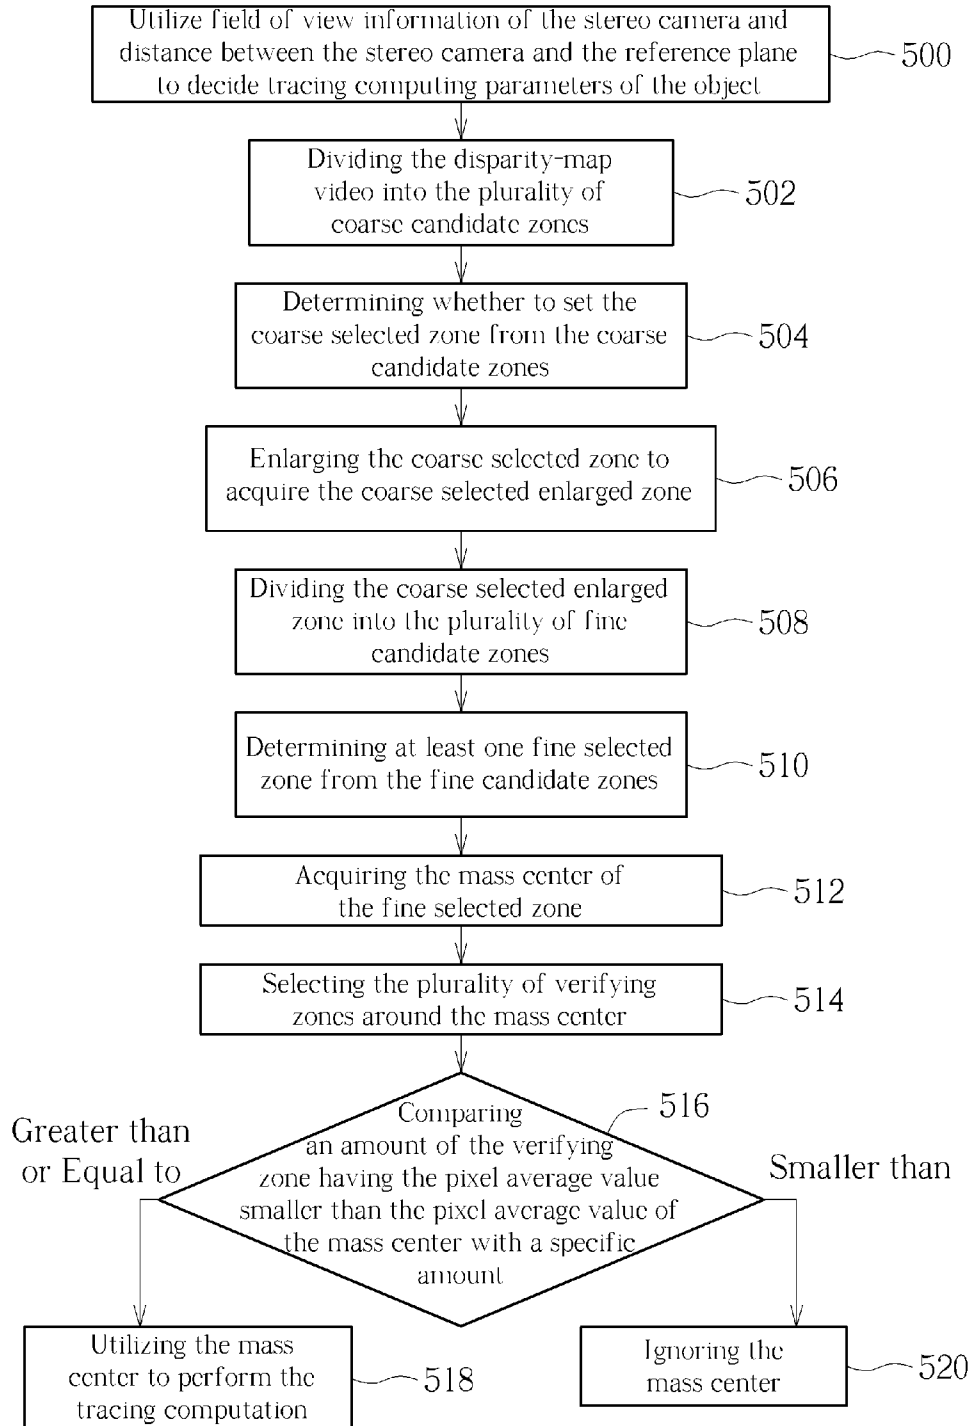 Utilize field of view information of the stereo camera and
distance between the stereo camera and the reference plane
to decide tracing computing parameters of the object
500
Dividing the disparity-map
video into the plurality of
coarse candidate zones
502
Determining whether to set the
coarse selected zone from the coarse
candidate zones
504
Enlarging the coarse selected zone to
acquire the coarse selected enlarged zone
506
Dividing the coarse selected enlarged
zone into the plurality of fine
candidate zones
508
Determining at least one fine selected
zone from the fine candidate zones
510
Acquiring the mass center of
the fine selected zone
512
Selecting the plurality of verifying
zones around the mass center
514
Comparing
an amount of the verifying
zone having the pixel average value
smaller than the pixel average value of
the mass center with a specific
amount
516
Greater than
or Equal to
Smaller than
Utilizing the mass
center to perform the
tracing computation
518
Ignoring the
mass center
520